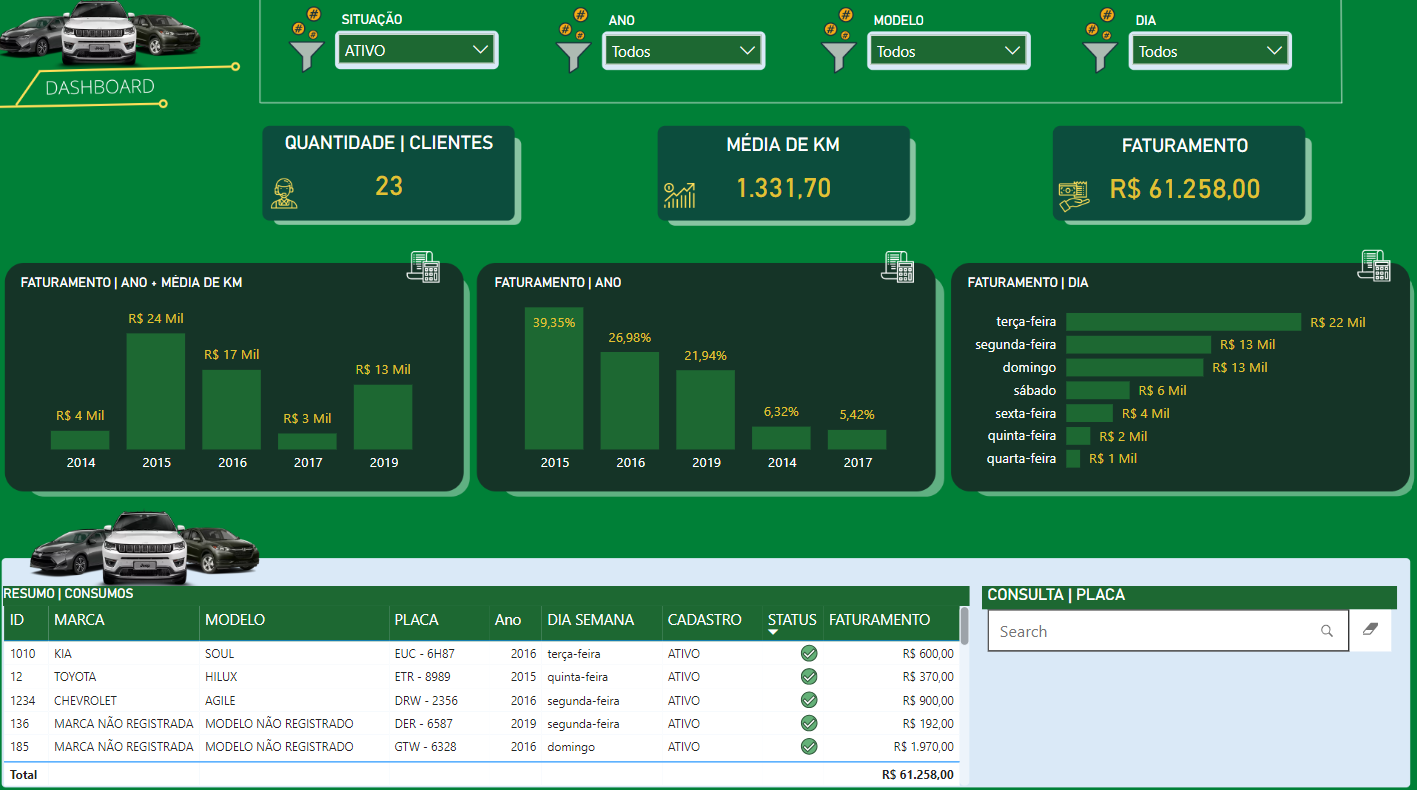 SITUAÇÃO
ATIVO
ANO
Todos
MODELO
Todos
DIA
Todos
DASHBOARD
QUANTIDADE | CLIENTES
23
MÉDIA DE KM
1.331,70
FATURAMENTO
R$ 61.258,00
FATURAMENTO | ANO + MÉDIA DE KM
R$ 4 Mil
R$ 24 Mil
R$ 17 Mil
R$ 3 Mil
R$ 13 Mil
2014 2015 2016 2017 2019
FATURAMENTO | ANO
39,35%
26,98%
21,94%
6,32%
5,42%
2015 2016 2019 2014 2017
FATURAMENTO | DIA
terça-feira R$ 22 Mil
segunda-feira R$ 13 Mil
domingo R$ 13 Mil
sábado R$ 6 Mil
sexta-feira R$ 4 Mil
quinta-feira R$ 2 Mil
quarta-feira R$ 1 Mil
RESUMO | CONSUMOS
ID MARCA MODELO PLACA Ano DIA SEMANA CADASTRO STATUS FATURAMENTO
1010 KIA SOUL EUC - 6H87 2016 terça-feira ATIVO R$ 600,00
12 TOYOTA HILUX ETR - 8989 2015 quinta-feira ATIVO R$ 370,00
1234 CHEVROLET AGILE DRW - 2356 2016 segunda-feira ATIVO R$ 900,00
136 MARCA NÃO REGISTRADA MODELO NÃO REGISTRADO DER - 6587 2019 segunda-feira ATIVO R$ 192,00
185 MARCA NÃO REGISTRADA MODELO NÃO REGISTRADO GTW - 6328 2016 domingo ATIVO R$ 1.970,00
Total R$ 61.258,00
CONSULTA | PLACA
Search